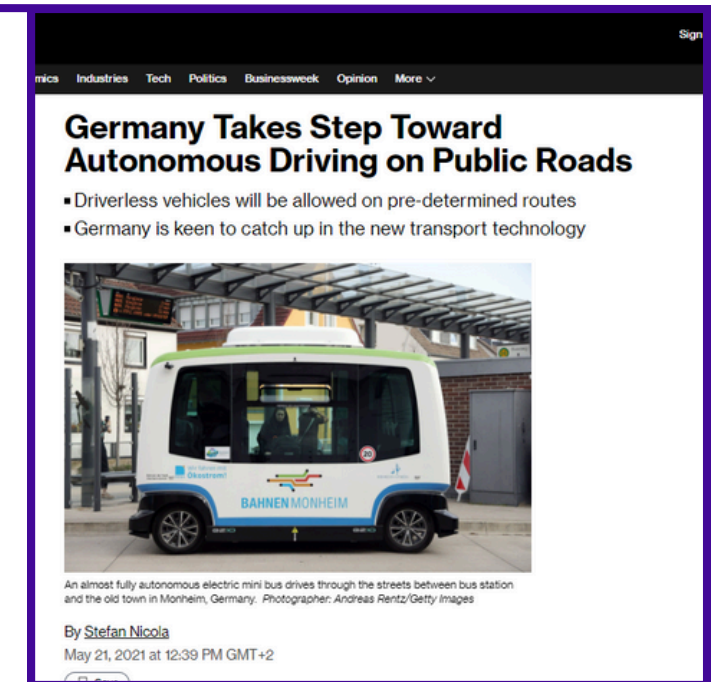 Sign
mics Industries Tech Politics Businessweek Opinion More
Germany Takes Step Toward
Autonomous Driving on Public Roads
▪ Driverless vehicles will be allowed on pre-determined routes
▪ Germany is keen to catch up in the new transport technology
20
Wir fahren mit
Ökostrom!
BAHNEN MONHEIM
An almost fully autonomous electric mini bus drives through the streets between bus station
and the old town in Monheim, Germany. Photographer: Andreas Rentz/Getty Images
By Stefan Nicola
May 21, 2021 at 12:39 PM GMT+2